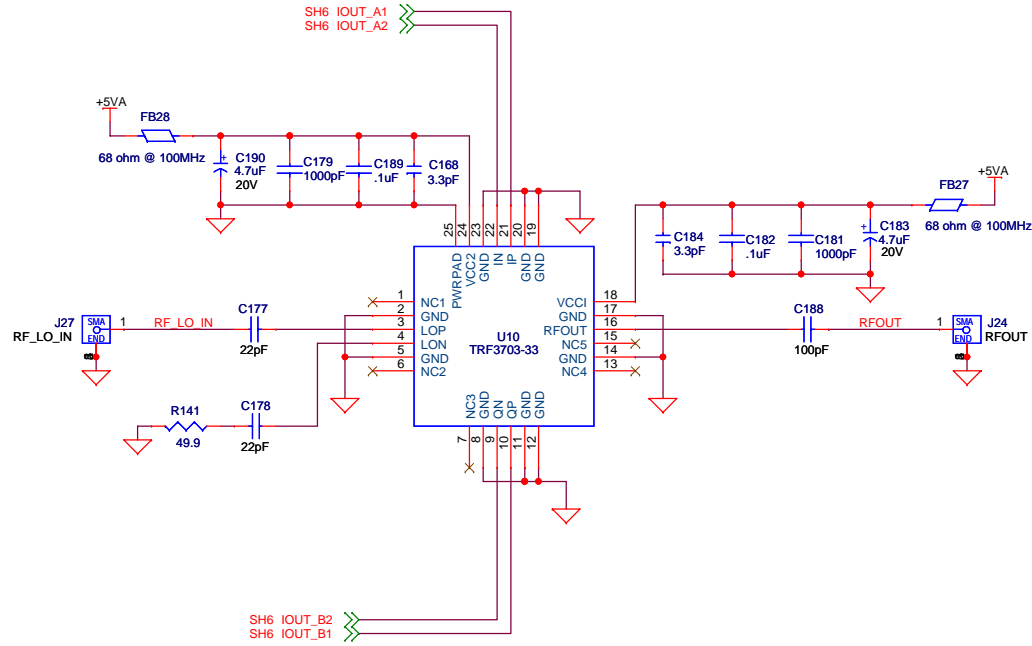 SH6 IOUT_A1
SH6 IOUT_A2
+5VA
FB28
68 ohm @ 100MHz
C190
4.7uF
20V
C179
1000pF
C189
.1uF
C168
3.3pF
+5VA
FB27
68 ohm @ 100MHz
C184
3.3pF
C182
.1uF
C181
1000pF
C183
4.7uF
20V
25
24
23
22
21
20
19
PWRPAD
VCC2
GND
IN
IP
GND
GND
1 NC1
2 GND
3 LOP
4 LON
5 GND
6 NC2
U10
TRF3703-33
VCCI 18
GND 17
RFOUT 16
NC5 15
GND 14
NC4 13
NC3
GND
QN
QP
GND
GND
7
8
9
10
11
12
J27
RF_LO_IN
SMA
END
1
RF_LO_IN
C177
22pF
R141
49.9
C178
22pF
C188
100pF
RFOUT
1
SMA
END
J24
RFOUT
SH6 IOUT_B2
SH6 IOUT_B1